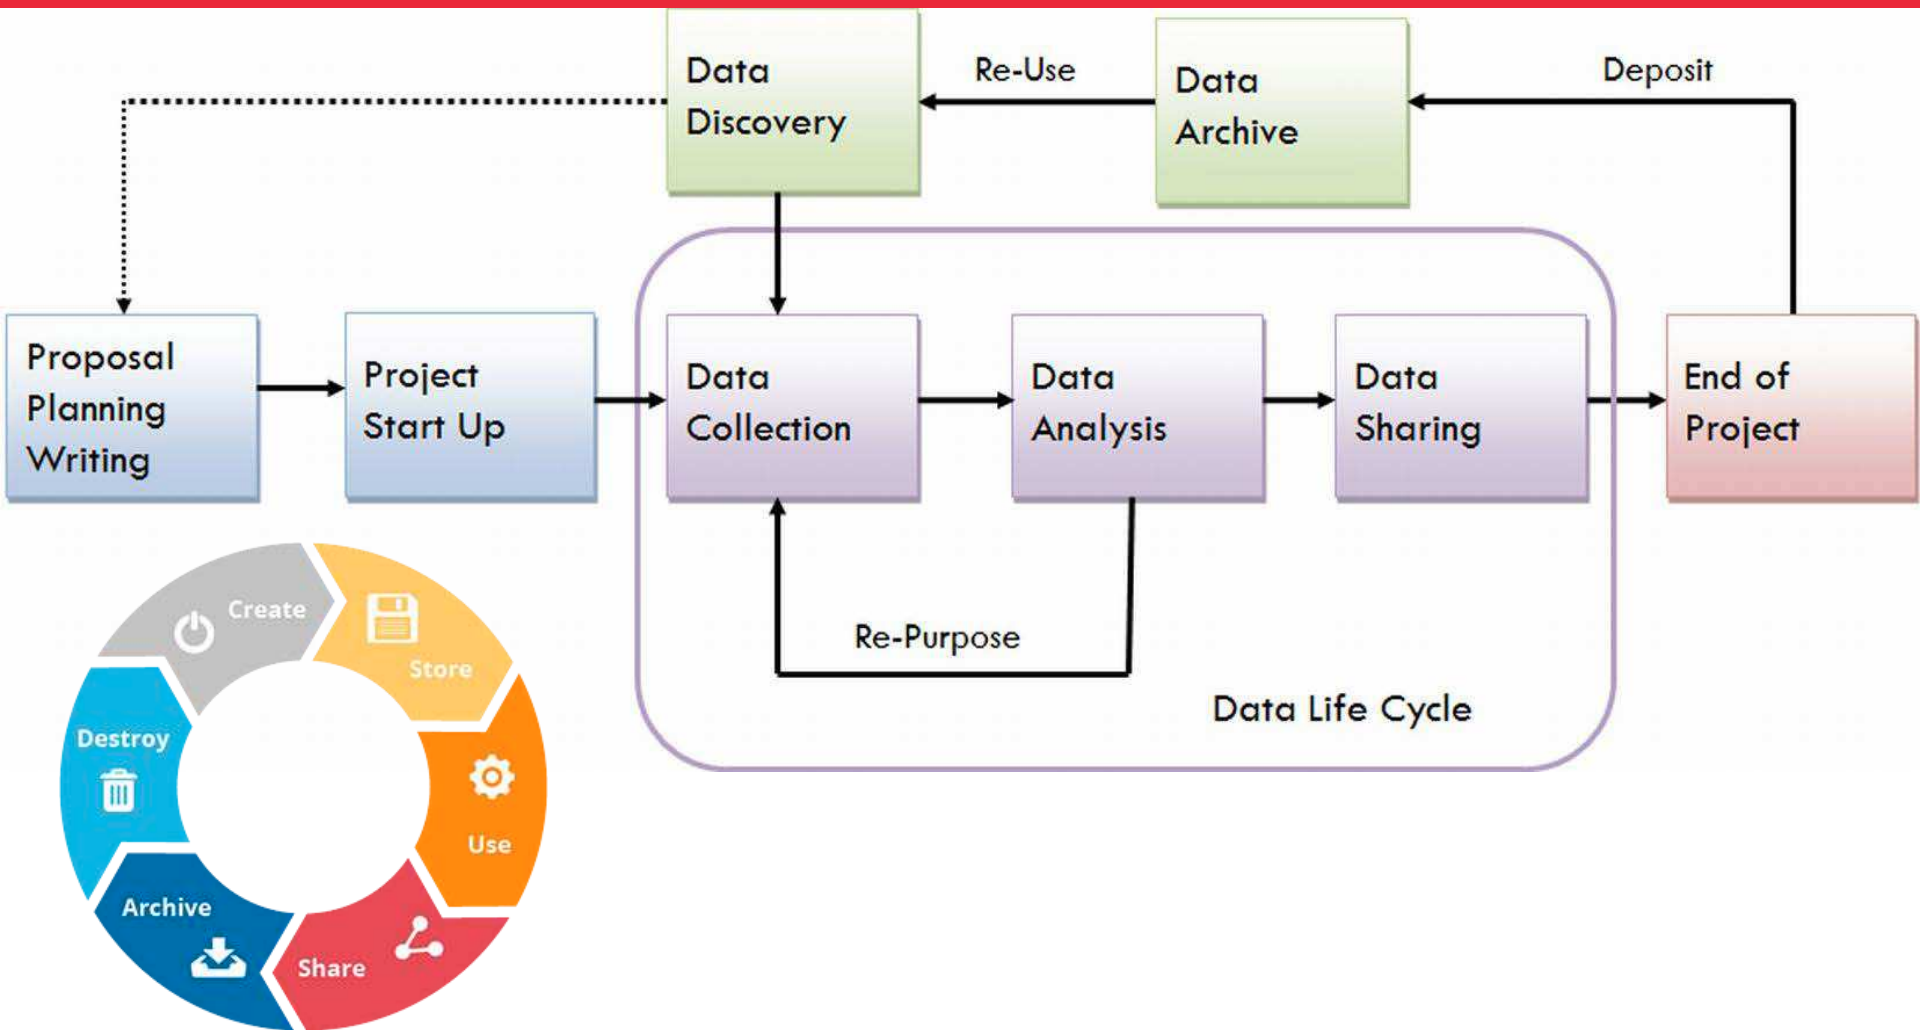 Data
Discovery
Re-Use
Data
Archive
Deposit
Proposal
Planning
Writing
Project
Start Up
Data
Collection
Data
Analysis
Data
Sharing
End of
Project
Re-Purpose
Data Life Cycle
Create
Store
Destroy
Use
Archive
Share